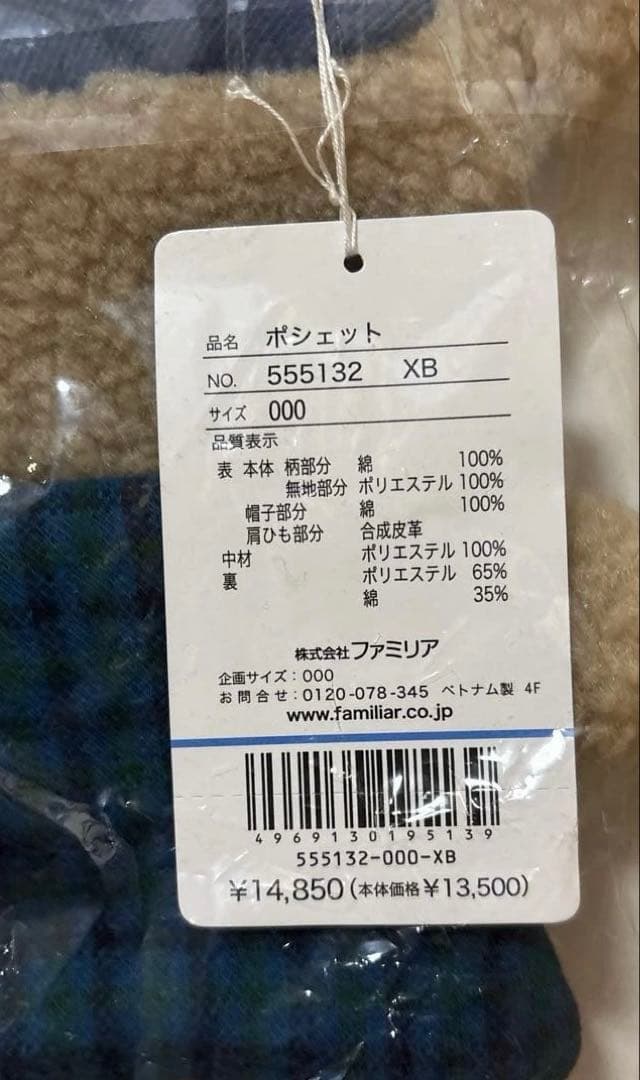 品名 ポシェット
NO. 555132 XB
サイズ 000
品質表示
表 本体 柄部分 綿 100%
無地部分 ポリエステル 100%
帽子部分 綿 100%
肩ひも部分 合成皮革
中材 ポリエステル 100%
裏 ポリエステル 65%
綿 35%
株式会社ファミリア
企画サイズ:000
お問合せ:0120-078-345 ベトナム製 4F
www.familiar.co.jp
4969130195139
555132-000-XB
¥14,850(本体価格¥13,500)